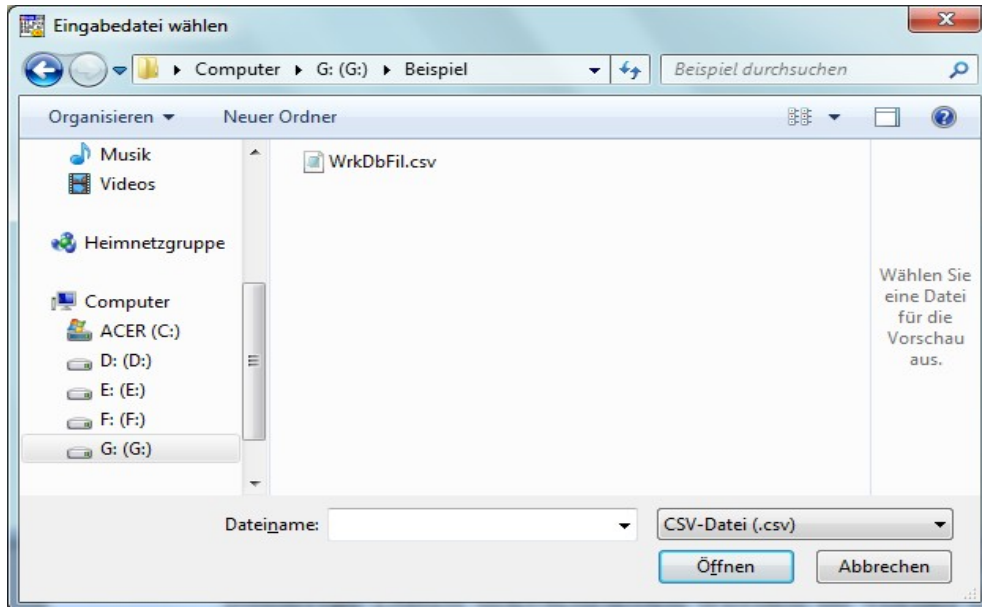 Eingabedatei wählen
Computer G: (G:) Beispiel
Beispiel durchsuchen
Organisieren Neuer Ordner
Musik
Videos
Heimnetzgruppe
Computer
ACER (C:)
D: (D:)
E: (E:)
F: (F:)
G: (G:)
WrkDbFil.csv
Wählen Sie
eine Datei
für die
Vorschau
aus.
Dateiname:
CSV-Datei (.csv)
Öffnen
Abbrechen